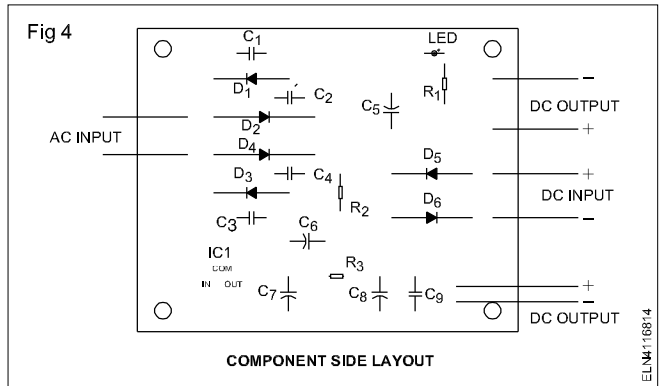 Fig 4
C1
LED
D1
C2
R1
−
C5
DC OUTPUT
D2
+
AC INPUT
D4
D5
+
C4
DC INPUT
D3
R2
D6
−
C3
C6
IC1
COM
IN OUT
R3
C7
C8
C9
+
−
DC OUTPUT
COMPONENT SIDE LAYOUT
ELN4116814